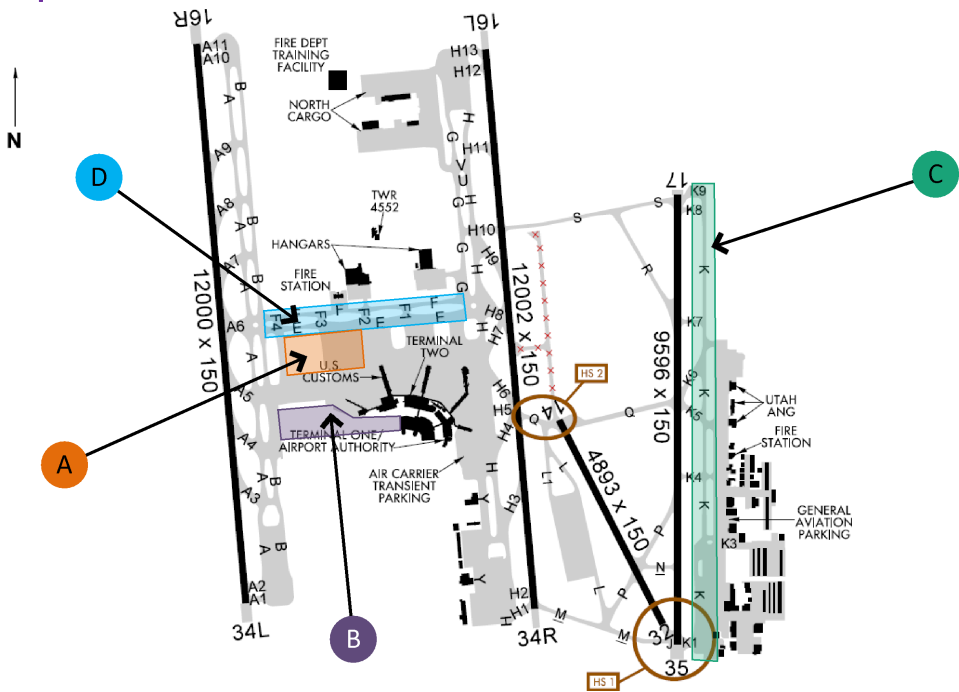 16R
16L
A11
A10
FIRE DEPT
TRAINING
FACILITY
H13
H12
B
A
NORTH
CARGO
H
G
H11
V
U
N
A9
D
C
17
K9
K8
A8
B
A
TWR
4552
G
H
S
S
H10
HANGARS
G
H9
H
G
R
K
A7
B
A
12000 x 150
FIRE
STATION
12002 x 150
F
F
F
F4
E
F3
F2
E
F1
E
H8
H
H7
K7
A6
9596 x 150
A
U.S.
CUSTOMS
TERMINAL
TWO
HS 2
K6
K
A5
H6
H5
Q
14
Q
K5
UTAH
ANG
TERMINAL ONE/
AIRPORT AUTHORITY
H4
FIRE
STATION
A
A4
B
A
AIR CARRIER
TRANSIENT
PARKING
H
L
L1
4893 x 150
K4
A3
Y
H3
K
GENERAL
AVIATION
PARKING
P
K3
B
A
B
N
Y
L
P
K
A2
A1
H2
H1
H
M
M
34L
34R
32
J
K1
35
HS 1